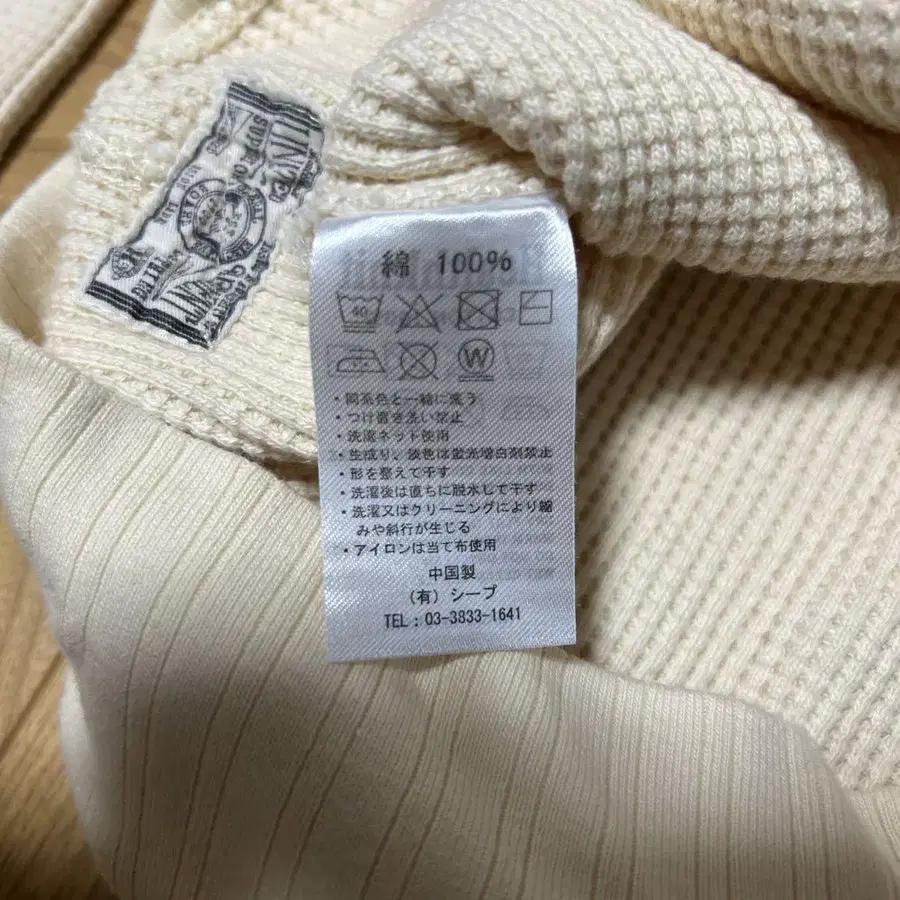 綿 100%
40
W
・同系色と一緒に洗う
・つけ置き洗い禁止
・洗濯ネット使用
・生成り、淡色は蛍光増白剤禁止
・形を整えて干す
・洗濯後は直ちに脱水して干す
・洗濯又はクリーニングにより縮
みや斜行が生じる
・アイロンは当て布使用
中国製
(有) シープ
TEL : 03-3833-1641